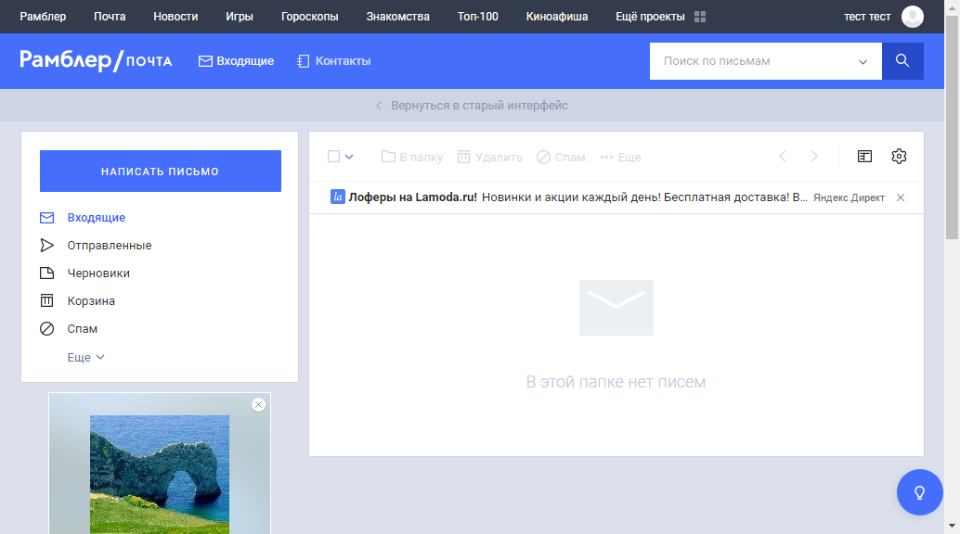 Рамблер Почта Новости Игры Гороскопы Знакомства Топ-100 Киноафиша Ещё проекты тест тест
Рамблер/почта Входящие Контакты Поиск по письмам
Вернуться в старый интерфейс
НАПИСАТЬ ПИСЬМО
Входящие
Отправленные
Черновики
Корзина
Спам
Еще
В папку Удалить Спам Еще
la Лоферы на Lamoda.ru! Новинки и акции каждый день! Бесплатная доставка! В... Яндекс.Директ
В этой папке нет писем